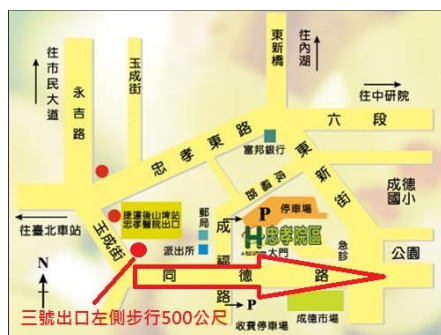 往市民大道
永吉路
玉成街
東新橋
往內湖
往中研院
忠孝東路
六段
富邦銀行
東新街
成德
國小
捷運後山埤站
忠孝醫院出口
郵局
派出所
成福路
P 停車場
忠孝院區
大門
急診
公園
往臺北車站
玉成街
同德路
N
三號出口左側步行500公尺
P
收費停車場
成德市場